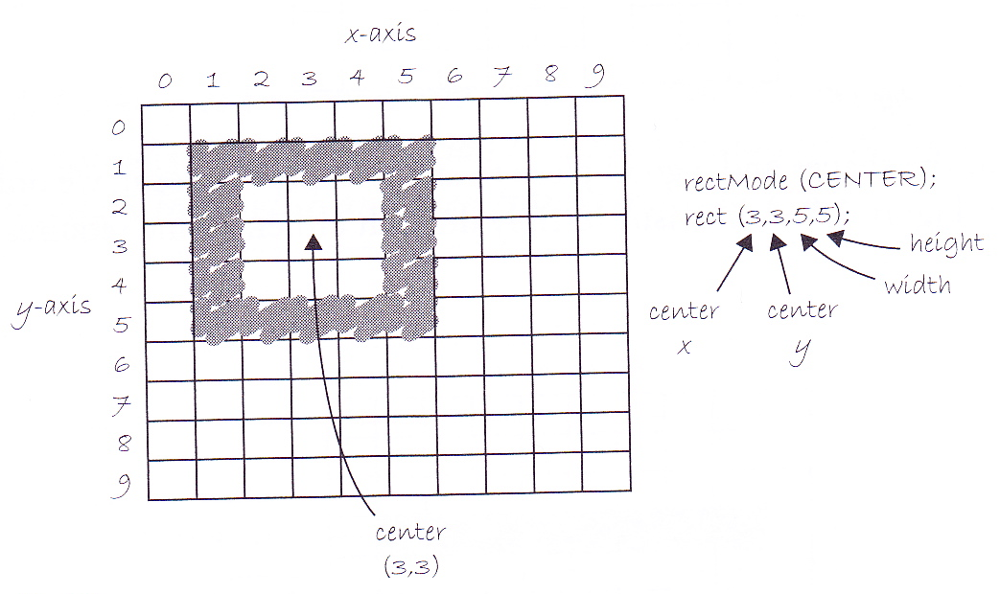 x-axis
0 1 2 3 4 5 6 7 8 9
0
1
2
3
4
5
6
7
8
9
y-axis
center
(3,3)
rectMode (CENTER);
rect (3,3,5,5);
height
width
center
x
center
y